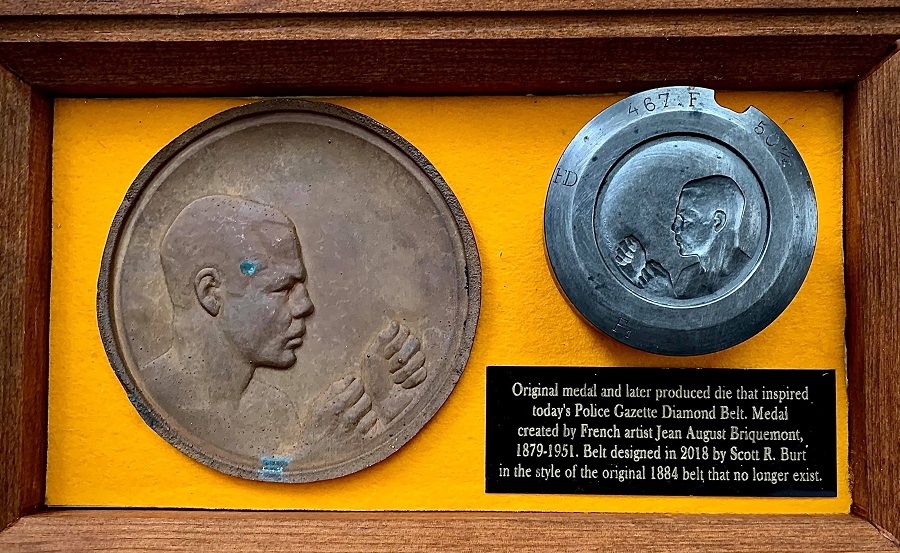 467. F
HD
Original medal and later produced die that inspired
today's Police Gazette Diamond Belt. Medal
created by French artist Jean August Briquemont,
1879-1951. Belt designed in 2018 by Scott R. Burt
in the style of the original 1884 belt that no longer exist.